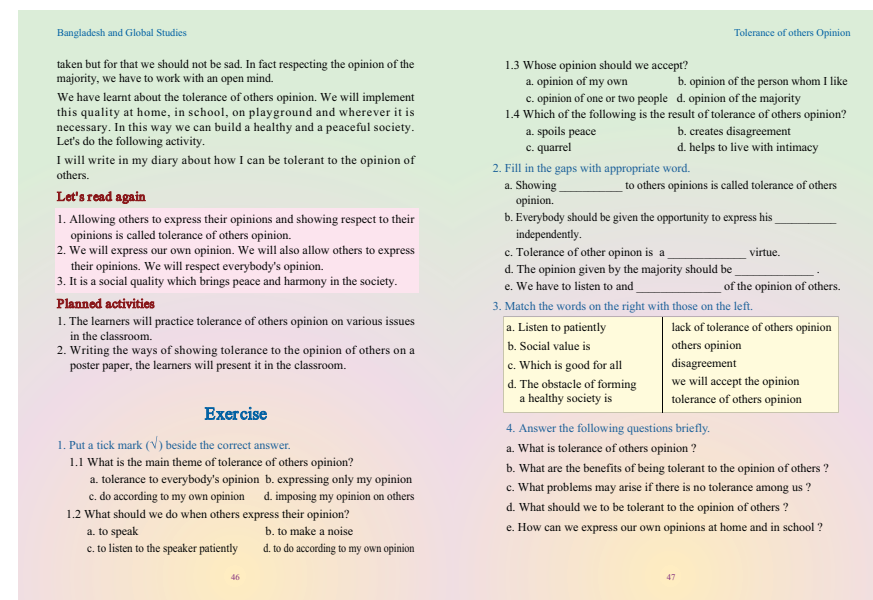 Bangladesh and Global Studies
taken but for that we should not be sad. In fact respecting the opinion of the
majority, we have to work with an open mind.
We have learnt about the tolerance of others opinion. We will implement
this quality at home, in school, on playground and wherever it is
necessary. In this way we can build a healthy and a peaceful society.
Let's do the following activity.
I will write in my diary about how I can be tolerant to the opinion of
others.
Let's read again
1. Allowing others to express their opinions and showing respect to their
opinions is called tolerance of others opinion.
2. We will express our own opinion. We will also allow others to express
their opinions. We will respect everybody's opinion.
3. It is a social quality which brings peace and harmony in the society.
Planned activities
1. The learners will practice tolerance of others opinion on various issues
in the classroom.
2. Writing the ways of showing tolerance to the opinion of others on a
poster paper, the learners will present it in the classroom.
Exercise
1. Put a tick mark (√) beside the correct answer.
1.1 What is the main theme of tolerance of others opinion?
a. tolerance to everybody's opinion b. expressing only my opinion
c. do according to my own opinion d. imposing my opinion on others
1.2 What should we do when others express their opinion?
a. to speak b. to make a noise
c. to listen to the speaker patiently d. to do according to my own opinion
46
Tolerance of others Opinion
1.3 Whose opinion should we accept?
a. opinion of my own b. opinion of the person whom I like
c. opinion of one or two people d. opinion of the majority
1.4 Which of the following is the result of tolerance of others opinion?
a. spoils peace b. creates disagreement
c. quarrel d. helps to live with intimacy
2. Fill in the gaps with appropriate word.
a. Showing ___________ to others opinions is called tolerance of others
opinion.
b. Everybody should be given the opportunity to express his ___________
independently.
c. Tolerance of other opinon is a ______________ virtue.
d. The opinion given by the majority should be ______________ .
e. We have to listen to and _______________ of the opinion of others.
3. Match the words on the right with those on the left.
a. Listen to patiently lack of tolerance of others opinion
b. Social value is others opinion
c. Which is good for all disagreement
d. The obstacle of forming we will accept the opinion
a healthy society is tolerance of others opinion
4. Answer the following questions briefly.
a. What is tolerance of others opinion ?
b. What are the benefits of being tolerant to the opinion of others ?
c. What problems may arise if there is no tolerance among us ?
d. What should we to be tolerant to the opinion of others ?
e. How can we express our own opinions at home and in school ?
47